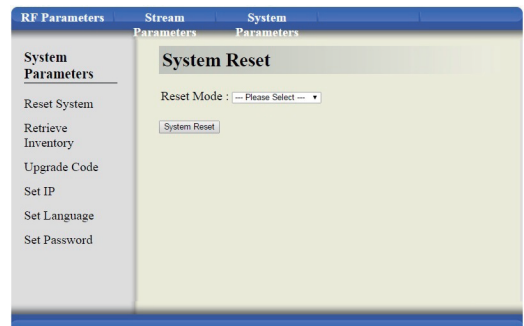 RF Parameters
Stream
Parameters
System
Parameters
System
Parameters
Reset System
Retrieve
Inventory
Upgrade Code
Set IP
Set Language
Set Password
System Reset
Reset Mode : --- Please Select ---
System Reset